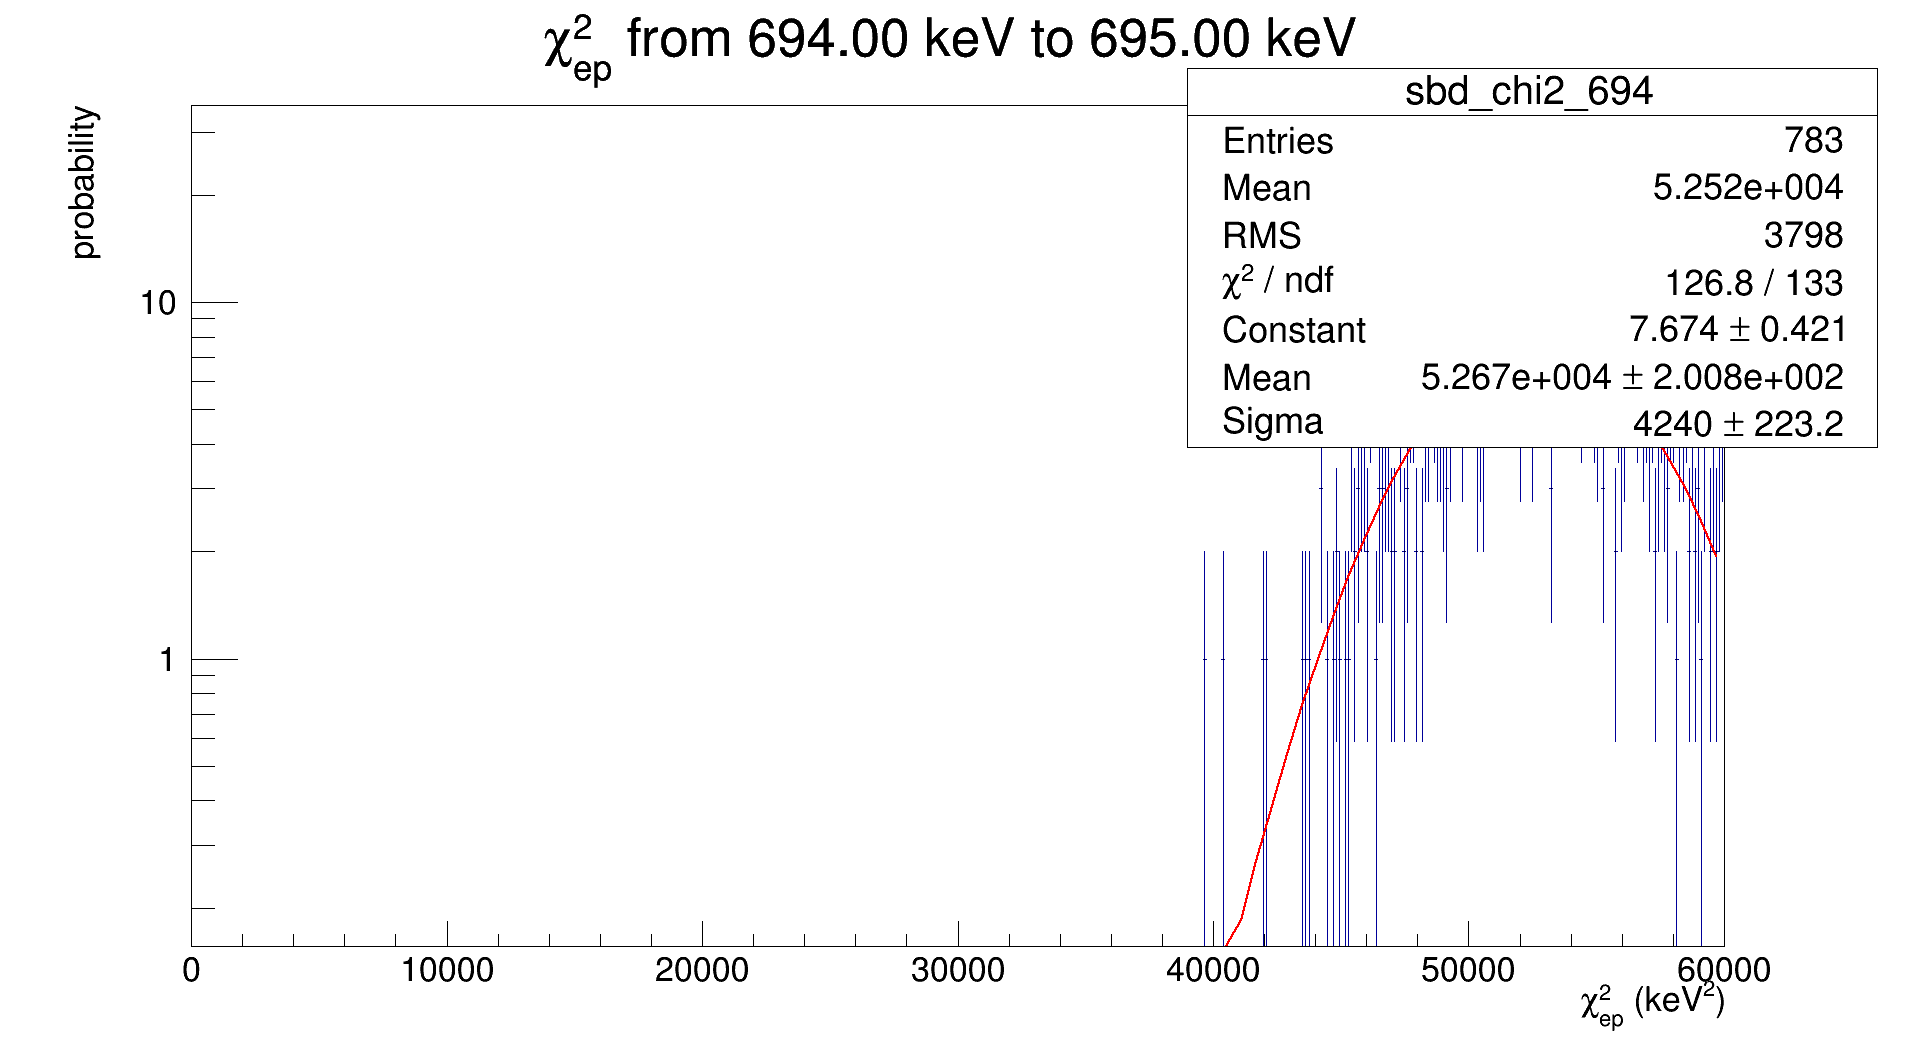 χ²ep from 694.00 keV to 695.00 keV
sbd_chi2_694
Entries 783
Mean 5.252e+004
RMS 3798
χ² / ndf 126.8 / 133
Constant 7.674 ± 0.421
Mean 5.267e+004 ± 2.008e+002
Sigma 4240 ± 223.2
probability
10
1
0 10000 20000 30000 40000 50000 60000
χ²ep (keV²)